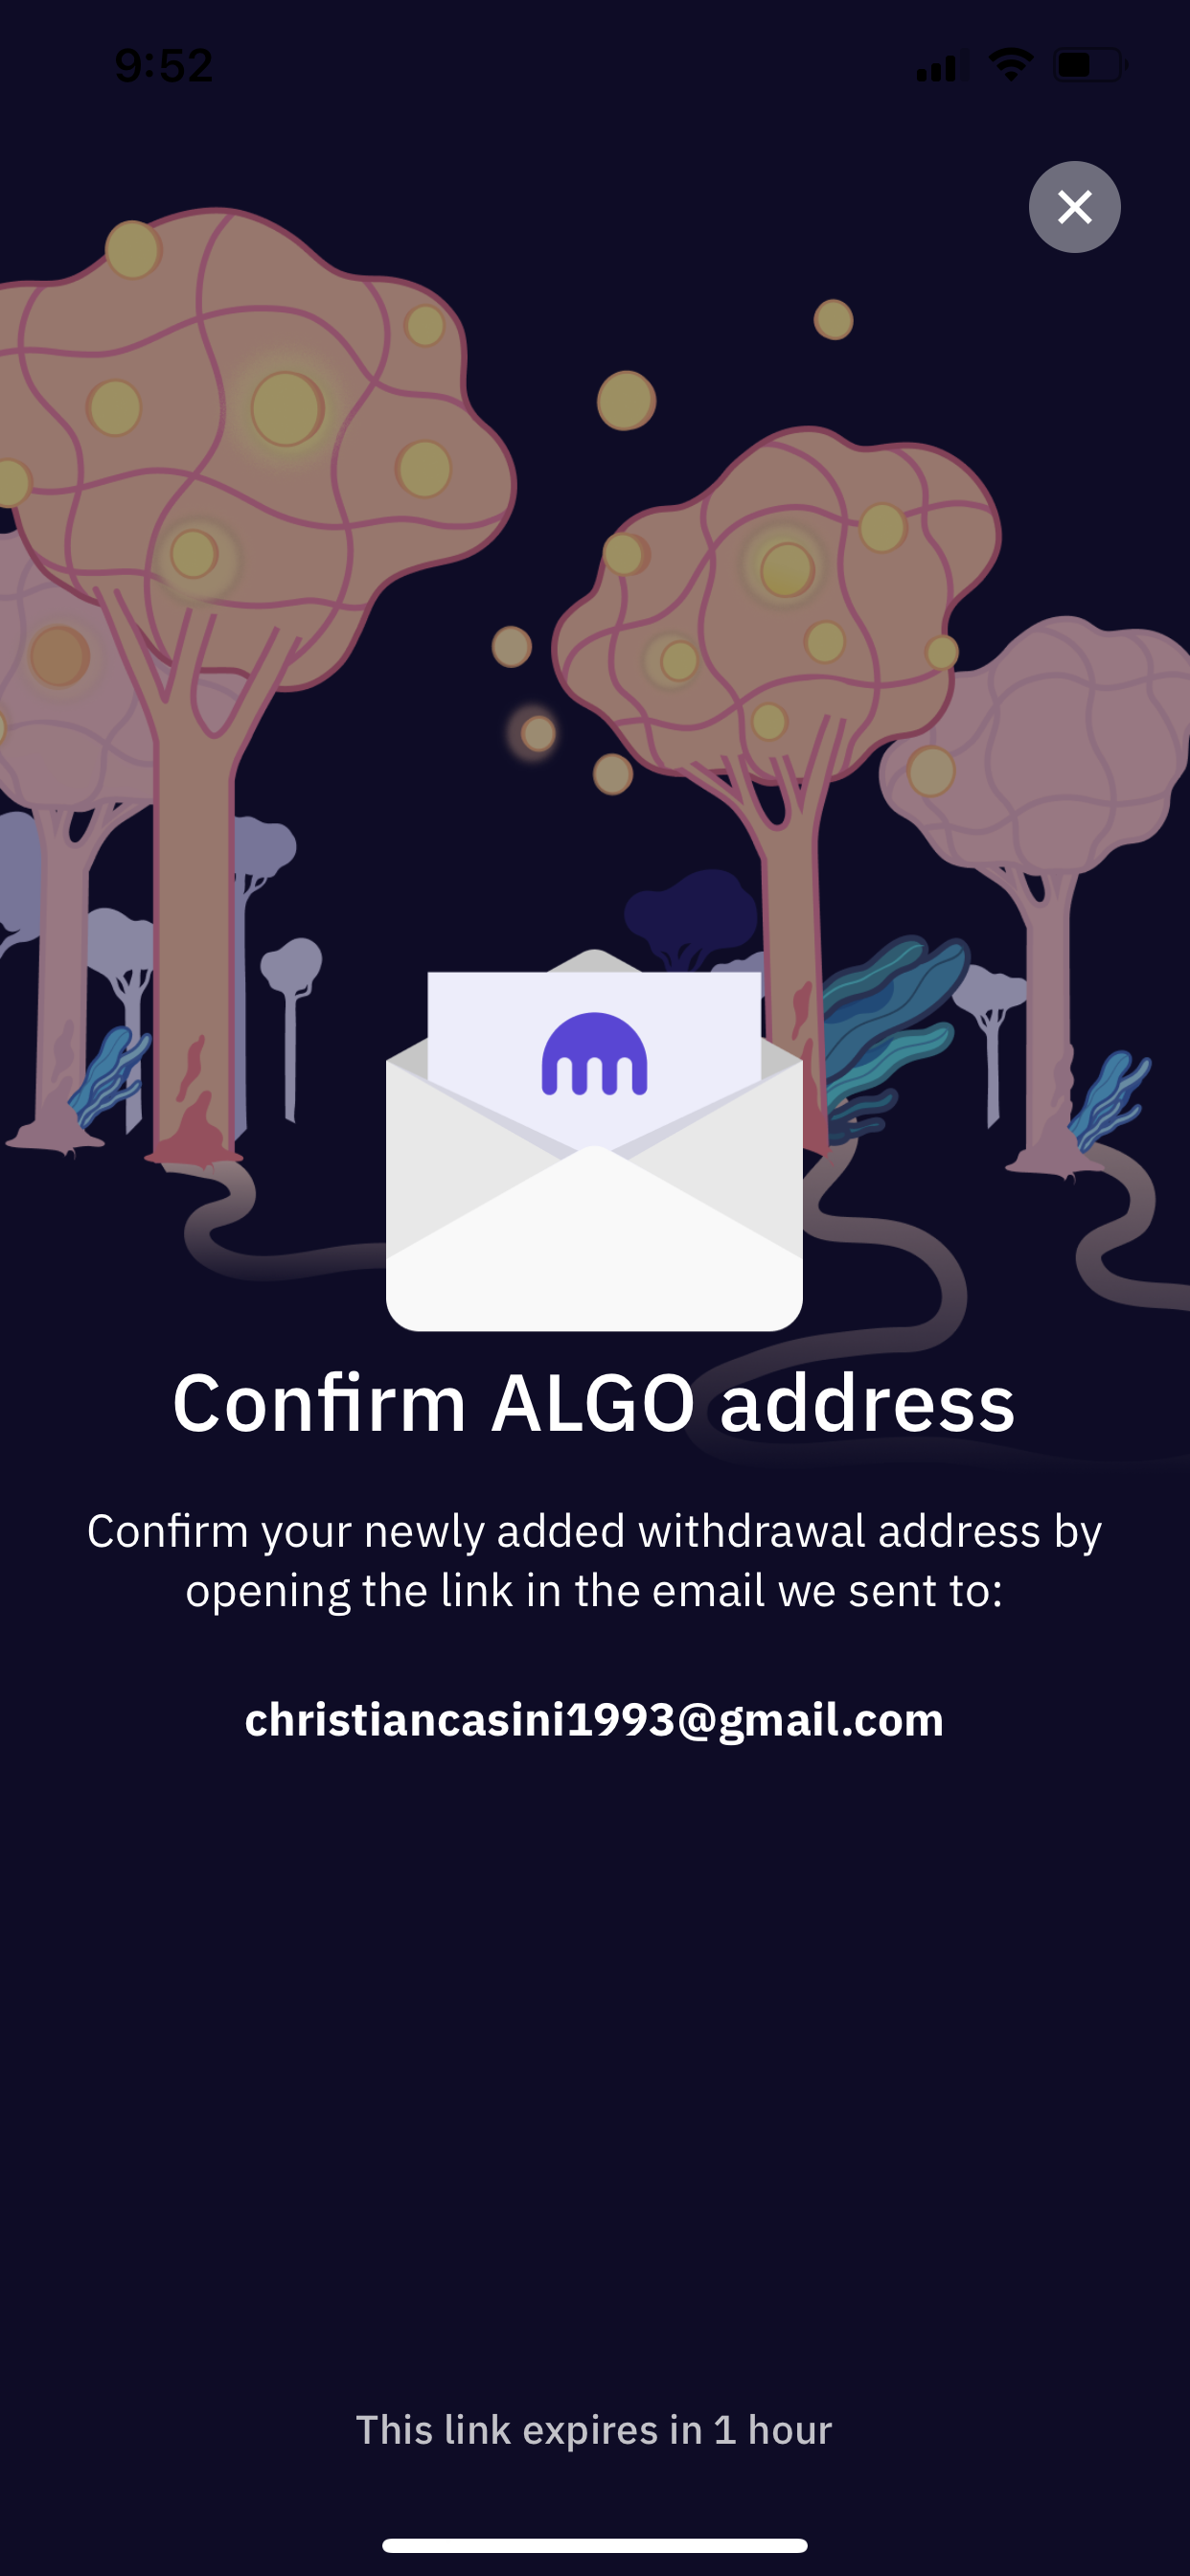 9:52
Confirm ALGO address
Confirm your newly added withdrawal address by
opening the link in the email we sent to:
christiancasini1993@gmail.com
This link expires in 1 hour